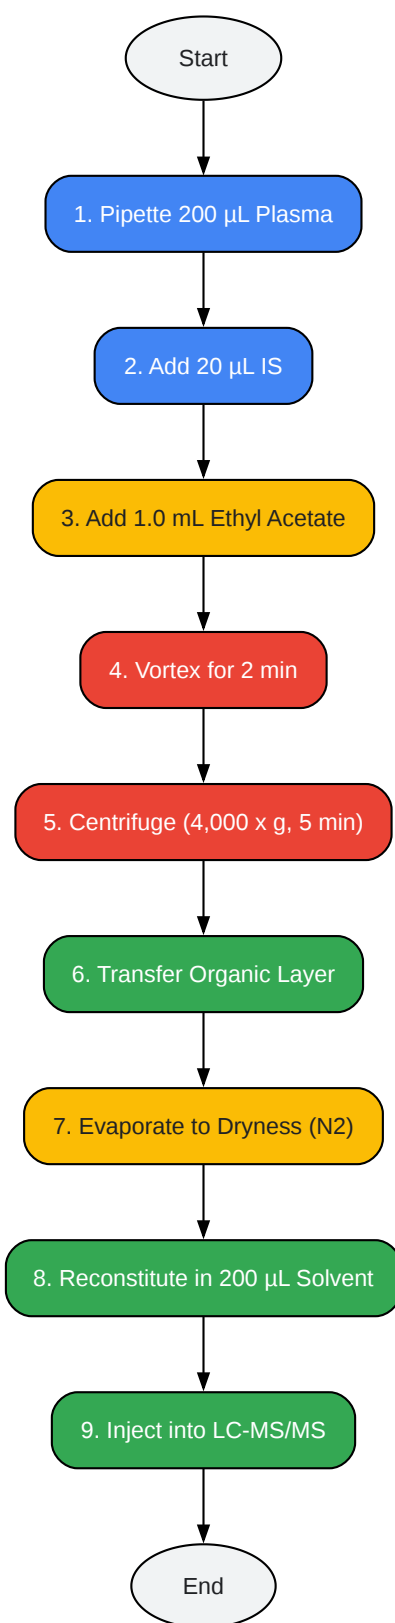 Start
1. Pipette 200 µL Plasma
2. Add 20 µL IS
3. Add 1.0 mL Ethyl Acetate
4. Vortex for 2 min
5. Centrifuge (4,000 x g, 5 min)
6. Transfer Organic Layer
7. Evaporate to Dryness (N2)
8. Reconstitute in 200 µL Solvent
9. Inject into LC-MS/MS
End